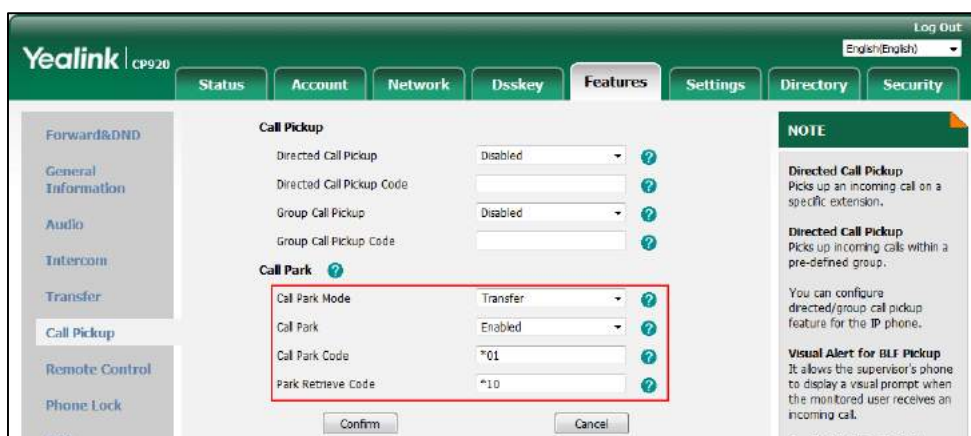 Log Out
Yealink CP920
English(English)
Status Account Network Dsskey Features Settings Directory Security
Forward&DND
General
Information
Audio
Intercom
Transfer
Call Pickup
Remote Control
Phone Lock
Call Pickup
Directed Call Pickup Disabled
Directed Call Pickup Code
Group Call Pickup Disabled
Group Call Pickup Code
Call Park
Call Park Mode Transfer
Call Park Enabled
Call Park Code *01
Park Retrieve Code *10
Confirm Cancel
NOTE
Directed Call Pickup
Picks up an incoming call on a
specific extension.
Directed Call Pickup
Picks up incoming calls within a
pre-defined group.
You can configure
directed/group call pickup
feature for the IP phone.
Visual Alert for BLF Pickup
It allows the supervisor's phone
to display a visual prompt when
the monitored user receives an
incoming call.